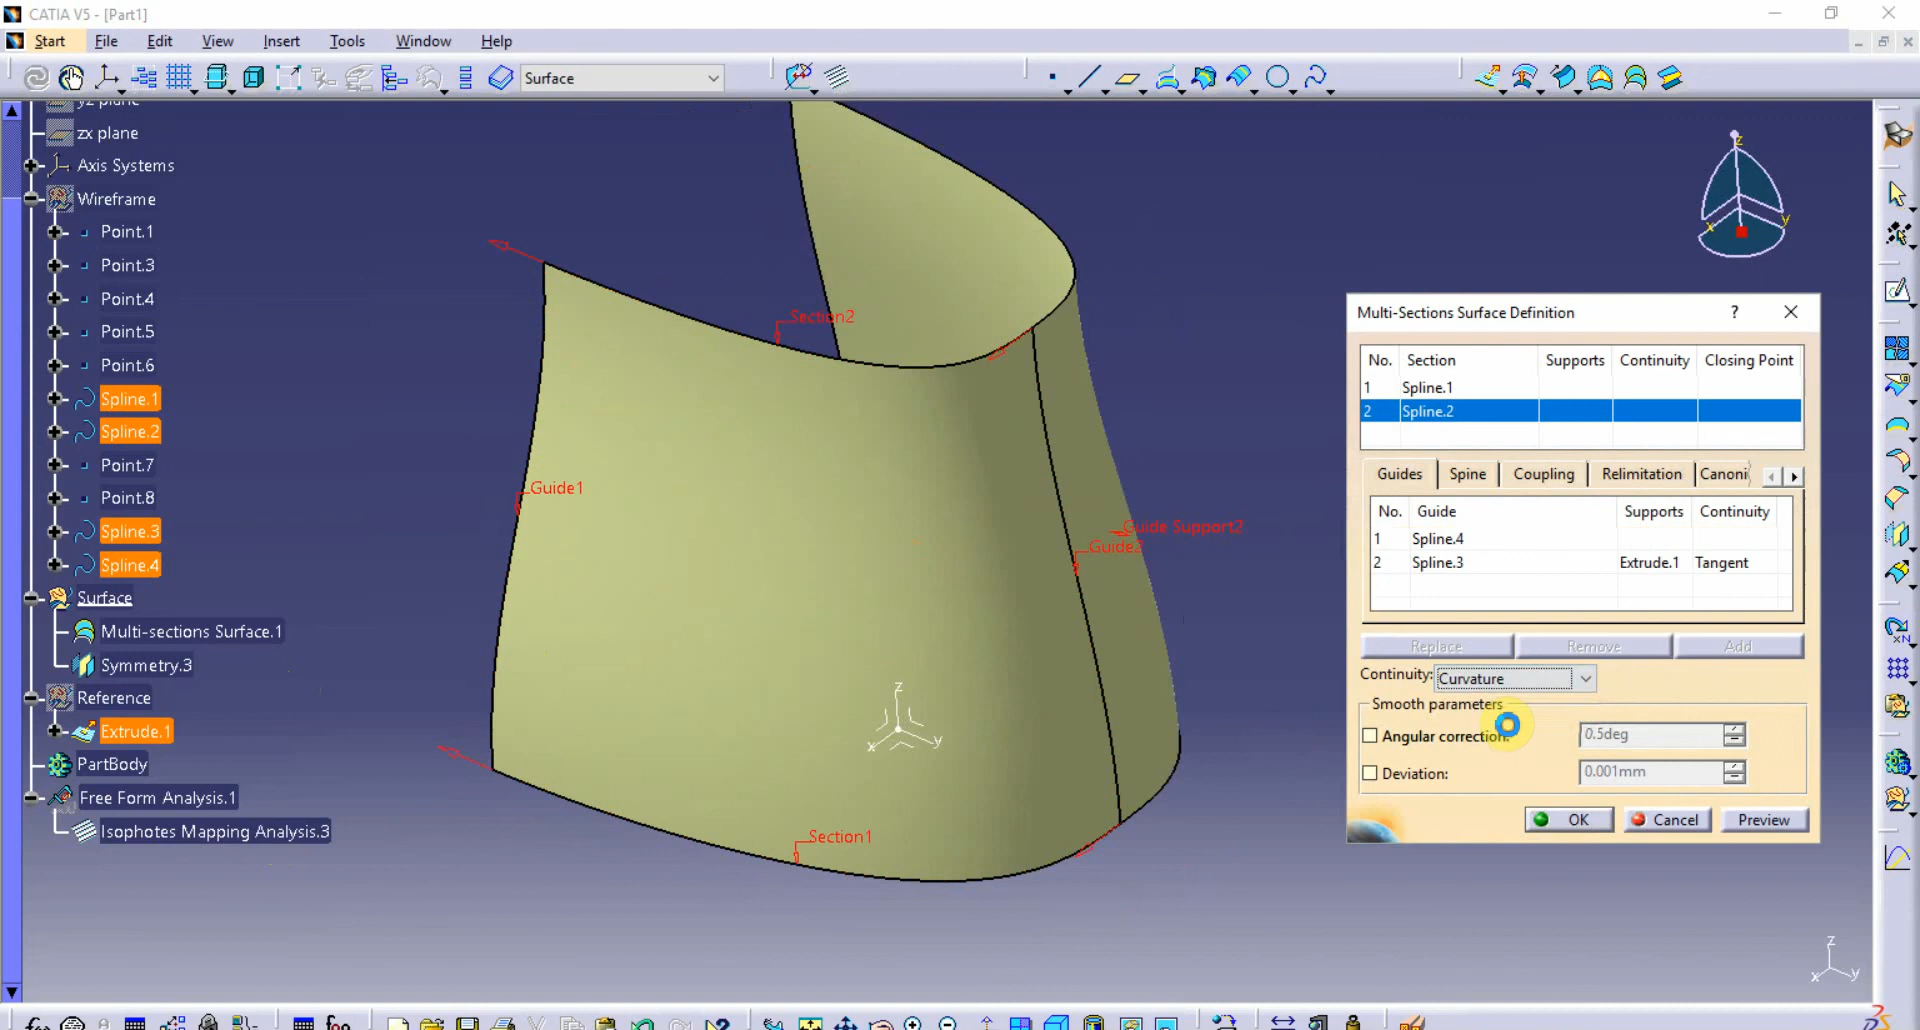 CATIA V5 - [Part1]
Start File Edit View Insert Tools Window Help
Surface
yz plane
zx plane
Axis Systems
Wireframe
Point.1
Point.3
Point.4
Point.5
Point.6
Spline.1
Spline.2
Point.7
Point.8
Spline.3
Spline.4
Surface
Multi-sections Surface.1
Symmetry.3
Reference
Extrude.1
PartBody
Free Form Analysis.1
Isophotes Mapping Analysis.3
Section2
Guide1
Guide Support2
Guide2
Section1
z
x
y
z
x
y
z
x
y
Multi-Sections Surface Definition ?
No. Section Supports Continuity Closing Point
1 Spline.1
2 Spline.2
Guides Spine Coupling Relimitation Canoni
No. Guide Supports Continuity
1 Spline.4
2 Spline.3 Extrude.1 Tangent
Replace Remove Add
Continuity: Curvature
Smooth parameters
Angular correction: 0.5deg
Deviation: 0.001mm
OK Cancel Preview